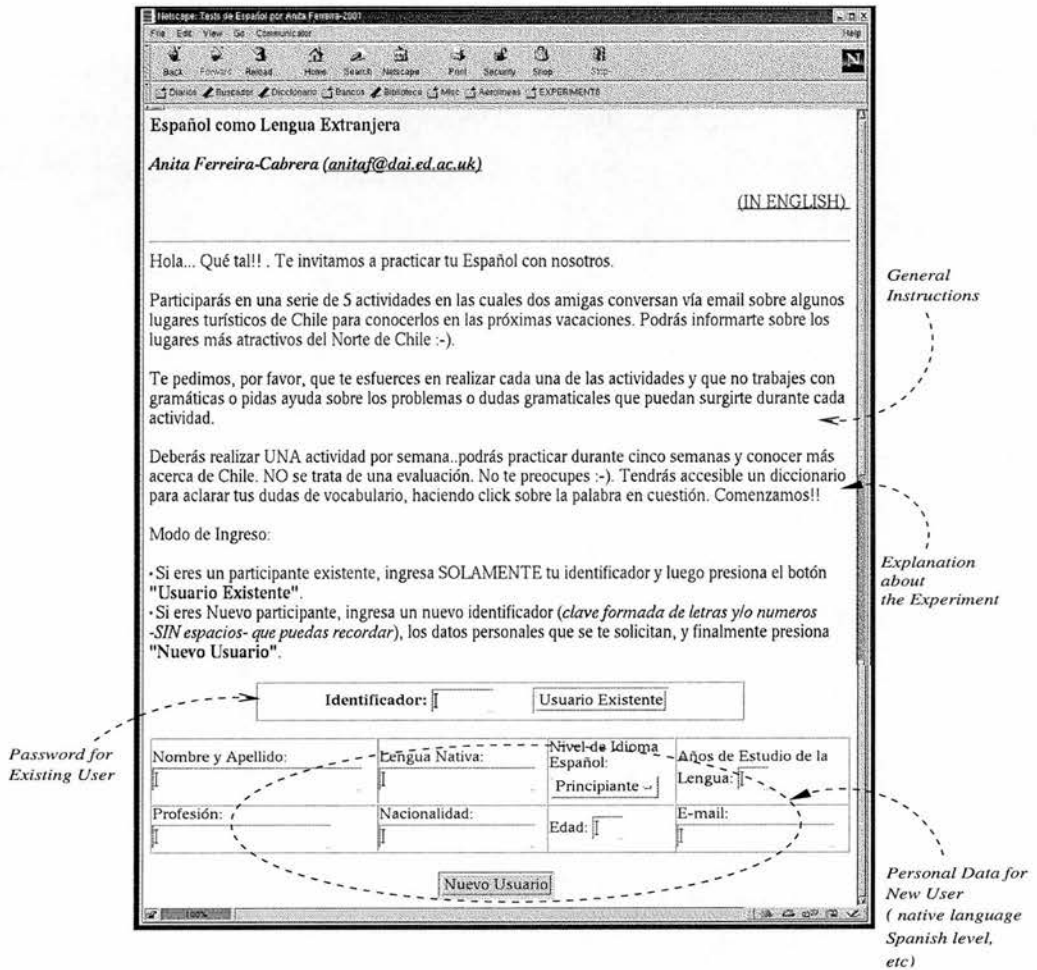 Netscape: Tests de Español por Anita Ferreira-2001
File Edit View Go Communicator Help
Back Forward Reload Home Search Netscape Print Security Shop Stop
Diarios Buscador Diccionario Bancos Biblioteca Misc Aerolineas EXPERIMENTS
Español como Lengua Extranjera
Anita Ferreira-Cabrera (anitaf@dai.ed.ac.uk)
(IN ENGLISH)
Hola... Qué tal!! . Te invitamos a practicar tu Español con nosotros.
Participarás en una serie de 5 actividades en las cuales dos amigas conversan vía email sobre algunos
lugares turísticos de Chile para conocerlos en las próximas vacaciones. Podrás informarte sobre los
lugares más atractivos del Norte de Chile :-).
Te pedimos, por favor, que te esfuerces en realizar cada una de las actividades y que no trabajes con
gramáticas o pidas ayuda sobre los problemas o dudas gramaticales que puedan surgirte durante cada
actividad.
Deberás realizar UNA actividad por semana..podrás practicar durante cinco semanas y conocer más
acerca de Chile. NO se trata de una evaluación. No te preocupes :-). Tendrás accesible un diccionario
para aclarar tus dudas de vocabulario, haciendo click sobre la palabra en cuestión. Comenzamos!!
Modo de Ingreso:
·Si eres un participante existente, ingresa SOLAMENTE tu identificador y luego presiona el botón
"Usuario Existente".
·Si eres Nuevo participante, ingresa un nuevo identificador (clave formada de letras y/o numeros
-SIN espacios- que puedas recordar), los datos personales que se te solicitan, y finalmente presiona
"Nuevo Usuario".
Identificador: Usuario Existente
Nombre y Apellido:
Lengua Nativa:
Nivel de Idioma
Español:
Principiante
Años de Estudio de la
Lengua:
Profesión:
Nacionalidad:
Edad:
E-mail:
Nuevo Usuario
100%
General
Instructions
Explanation
about
the Experiment
Password for
Existing User
Personal Data for
New User
( native language
Spanish level,
etc)